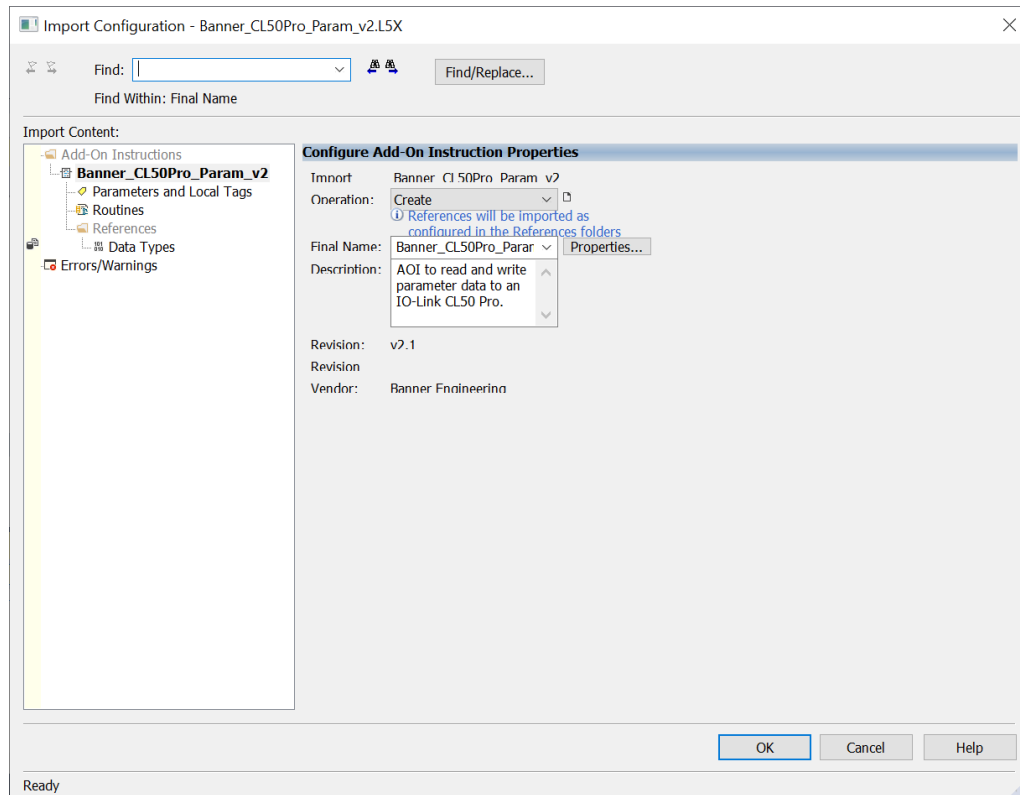 Import Configuration - Banner_CL50Pro_Param_v2.L5X
Find:
Find/Replace...
Find Within: Final Name
Import Content:
Add-On Instructions
Banner_CL50Pro_Param_v2
Parameters and Local Tags
Routines
References
Data Types
Errors/Warnings
Configure Add-On Instruction Properties
Import Banner_CL50Pro_Param_v2
Operation: Create
References will be imported as
configured in the References folders
Final Name: Banner_CL50Pro_Parar Properties...
Description: AOI to read and write
parameter data to an
IO-Link CL50 Pro.
Revision: v2.1
Revision
Vendor: Banner Engineering
OK Cancel Help
Ready